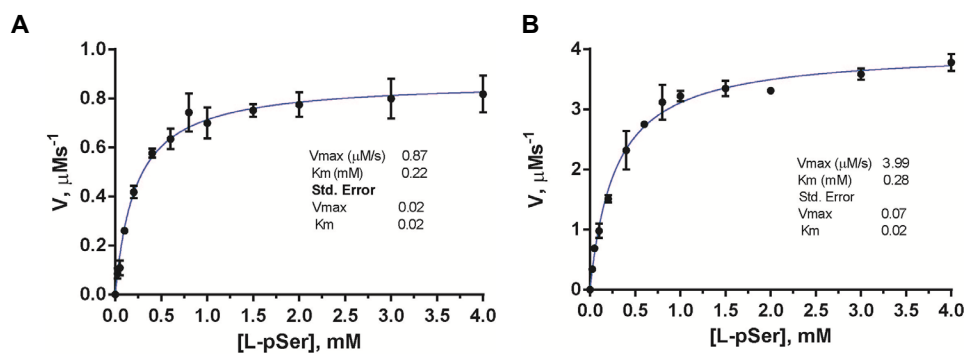 A
B
1.0
0.8
0.6
0.4
0.2
0.0
V, μMs-1
Vmax (μM/s) 0.87
Km (mM) 0.22
Std. Error
Vmax 0.02
Km 0.02
0.0 0.5 1.0 1.5 2.0 2.5 3.0 3.5 4.0
[L-pSer], mM
4
3
2
1
0
V, μMs-1
Vmax (μM/s) 3.99
Km (mM) 0.28
Std. Error
Vmax 0.07
Km 0.02
0.0 0.5 1.0 1.5 2.0 2.5 3.0 3.5 4.0
[L-pSer], mM